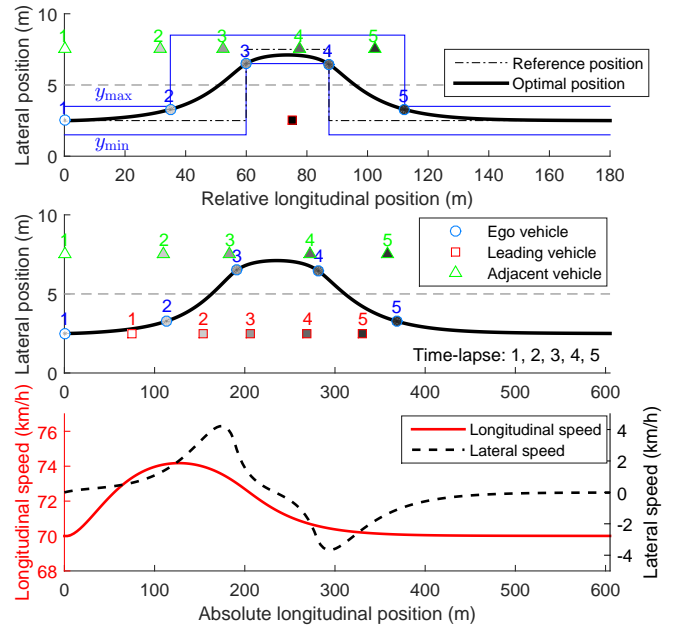 10
1 2 3 4 5
Reference position
Optimal position
Lateral position (m)
5
y_max
y_min
1 2 3 4 5
0
0 20 40 60 80 100 120 140 160 180
Relative longitudinal position (m)
10
1 2 3 4 5
Ego vehicle
Leading vehicle
Adjacent vehicle
Lateral position (m)
5
1 2 3 4 5
1 2 3 4 5
Time-lapse: 1, 2, 3, 4, 5
0
0 100 200 300 400 500 600
Longitudinal speed (km/h)
76
74
72
70
68
Longitudinal speed
Lateral speed
4
2
0
-2
-4
Lateral speed (km/h)
0 100 200 300 400 500 600
Absolute longitudinal position (m)